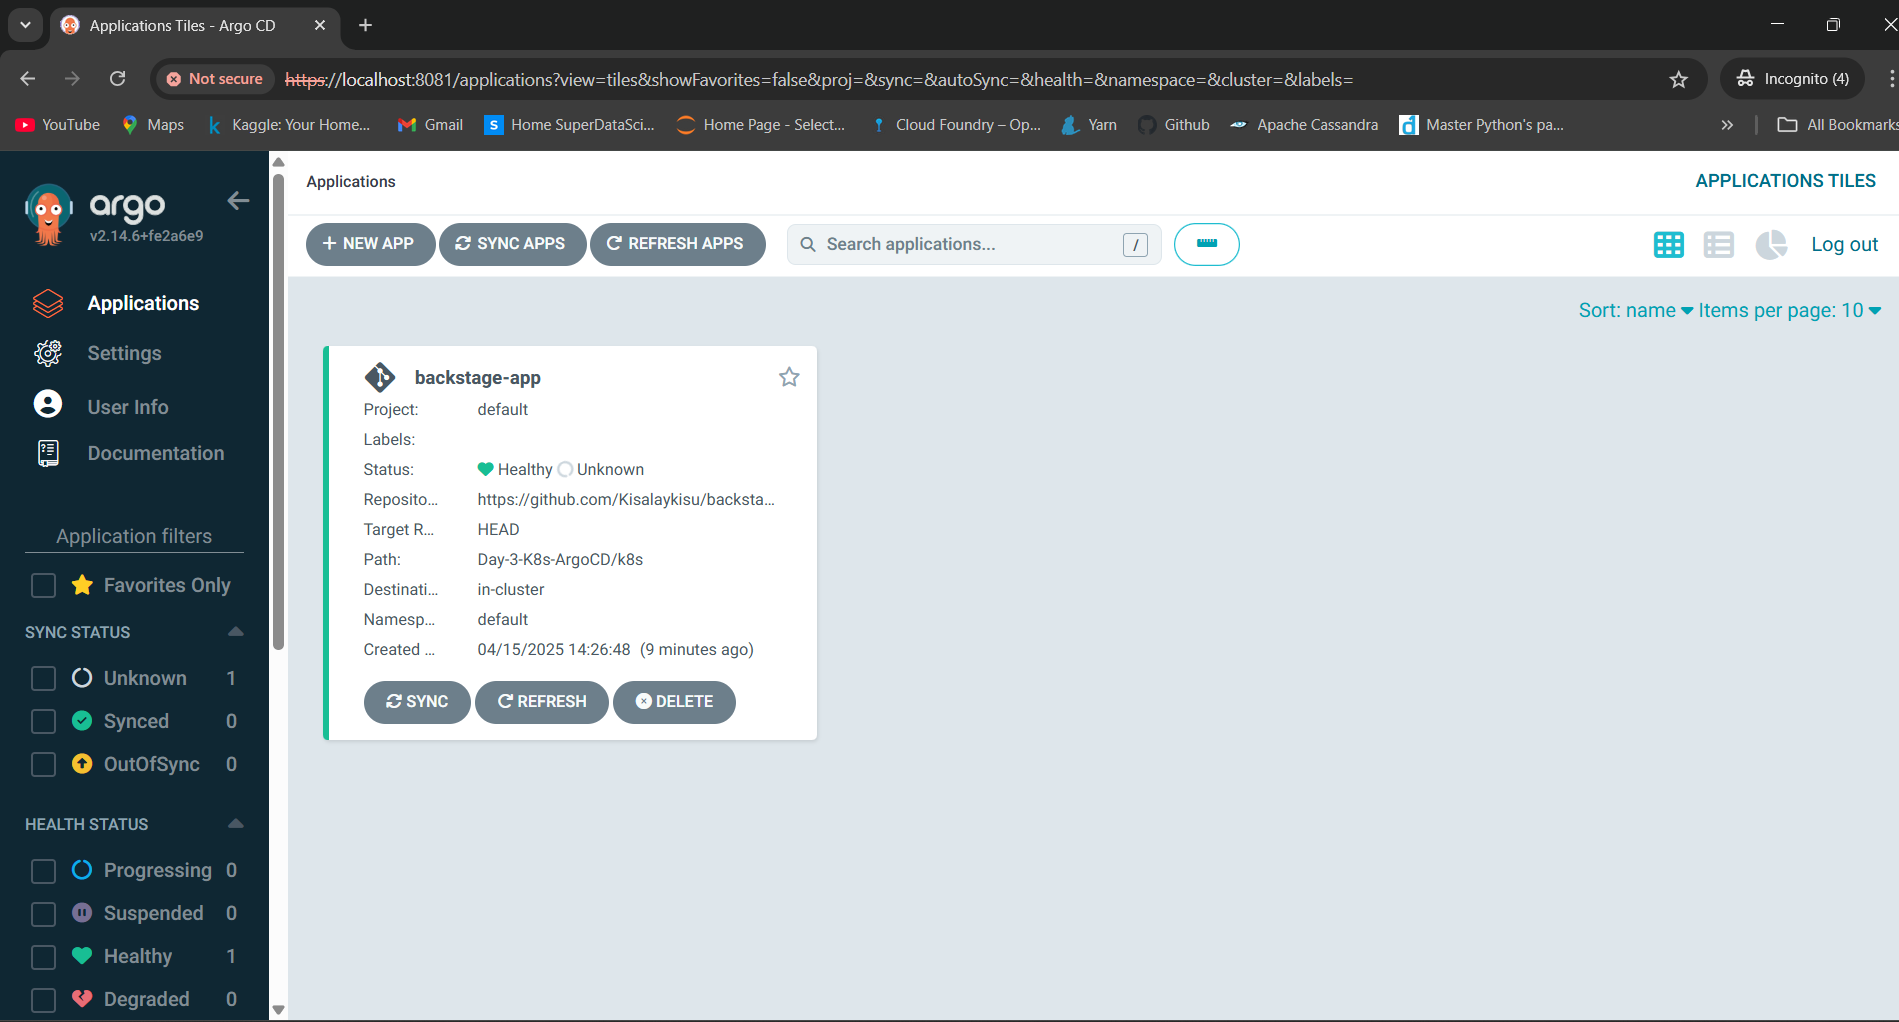 Applications Tiles - Argo CD
Not secure https://localhost:8081/applications?view=tiles&showFavorites=false&proj=&sync=&autoSync=&health=&namespace=&cluster=&labels= Incognito (4)
YouTube Maps Kaggle: Your Home... Gmail Home SuperDataSci... Home Page - Select... Cloud Foundry – Op... Yarn Github Apache Cassandra Master Python's pa... » All Bookmarks
argo
v2.14.6+fe2a6e9
Applications
Settings
User Info
Documentation
Application filters
Favorites Only
SYNC STATUS
Unknown 1
Synced 0
OutOfSync 0
HEALTH STATUS
Progressing 0
Suspended 0
Healthy 1
Degraded 0
Applications APPLICATIONS TILES
+ NEW APP SYNC APPS REFRESH APPS Search applications... / Log out
Sort: name Items per page: 10
backstage-app
Project: default
Labels:
Status: Healthy Unknown
Reposito... https://github.com/Kisalaykisu/backsta...
Target R... HEAD
Path: Day-3-K8s-ArgoCD/k8s
Destinati... in-cluster
Namesp... default
Created ... 04/15/2025 14:26:48 (9 minutes ago)
SYNC REFRESH DELETE